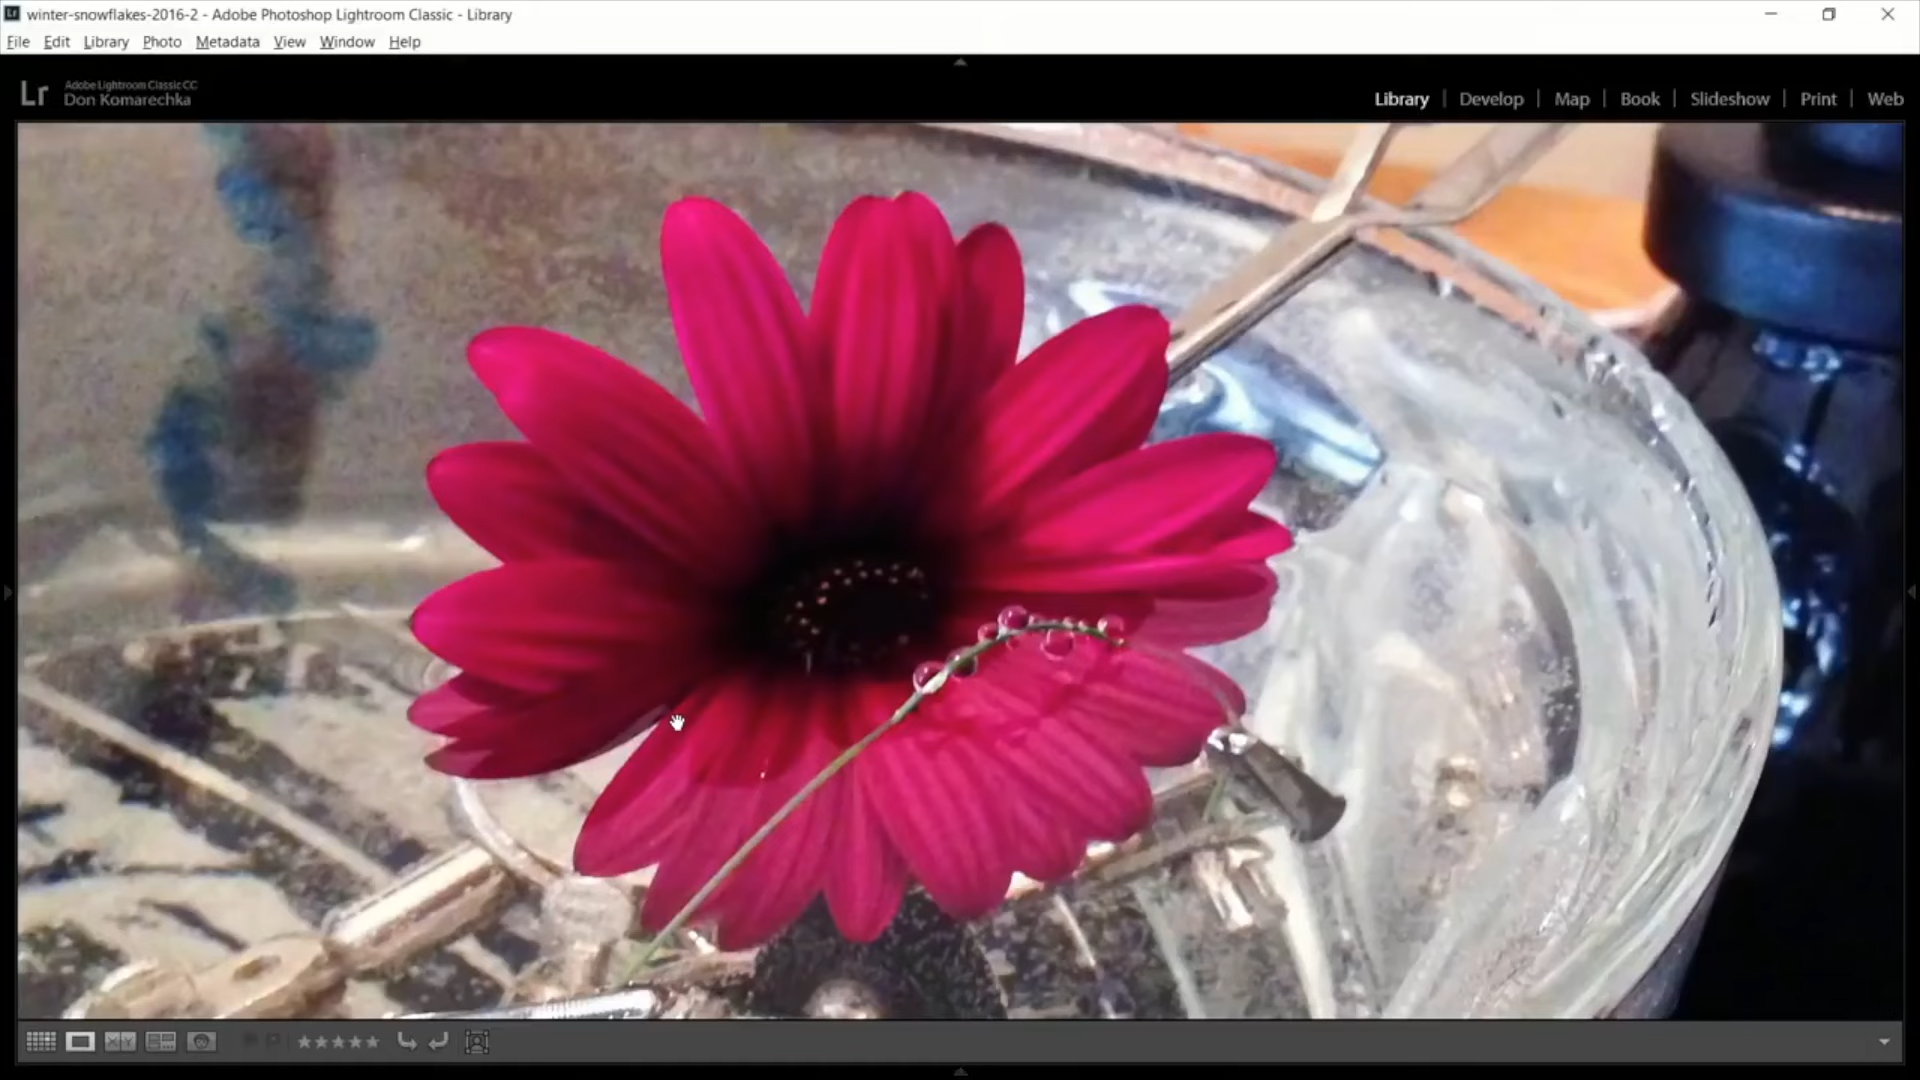 winter-snowflakes-2016-2 - Adobe Photoshop Lightroom Classic - Library
File Edit Library Photo Metadata View Window Help
Lr
Adobe Lightroom Classic CC
Don Komarechka
Library | Develop | Map | Book | Slideshow | Print | Web